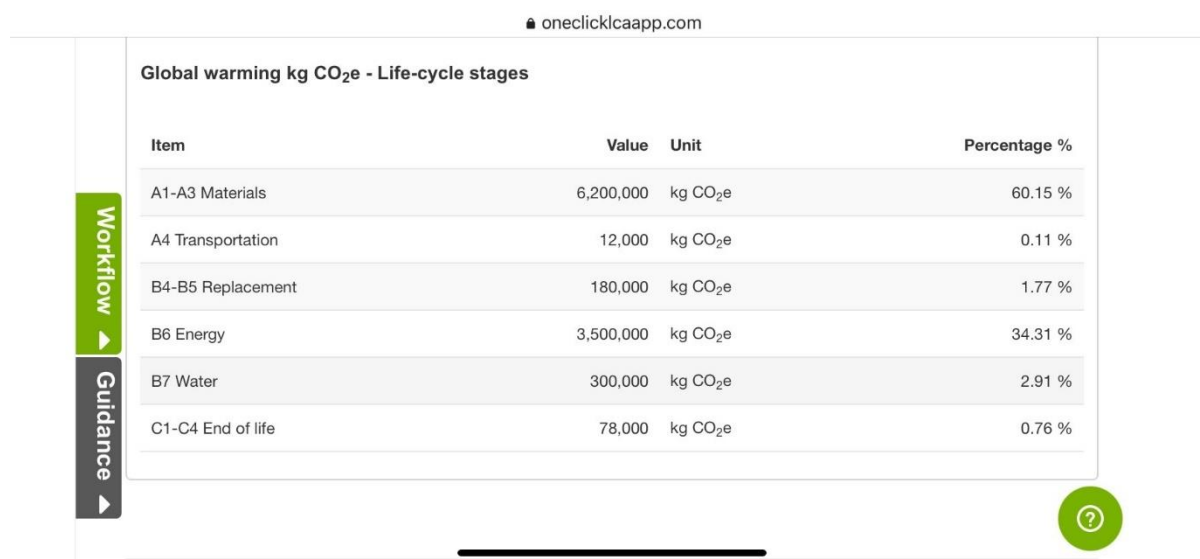 oneclicklcaapp.com
Global warming kg CO₂e - Life-cycle stages
Item Value Unit Percentage %
A1-A3 Materials 6,200,000 kg CO₂e 60.15 %
A4 Transportation 12,000 kg CO₂e 0.11 %
B4-B5 Replacement 180,000 kg CO₂e 1.77 %
B6 Energy 3,500,000 kg CO₂e 34.31 %
B7 Water 300,000 kg CO₂e 2.91 %
C1-C4 End of life 78,000 kg CO₂e 0.76 %
Workflow
Guidance
?